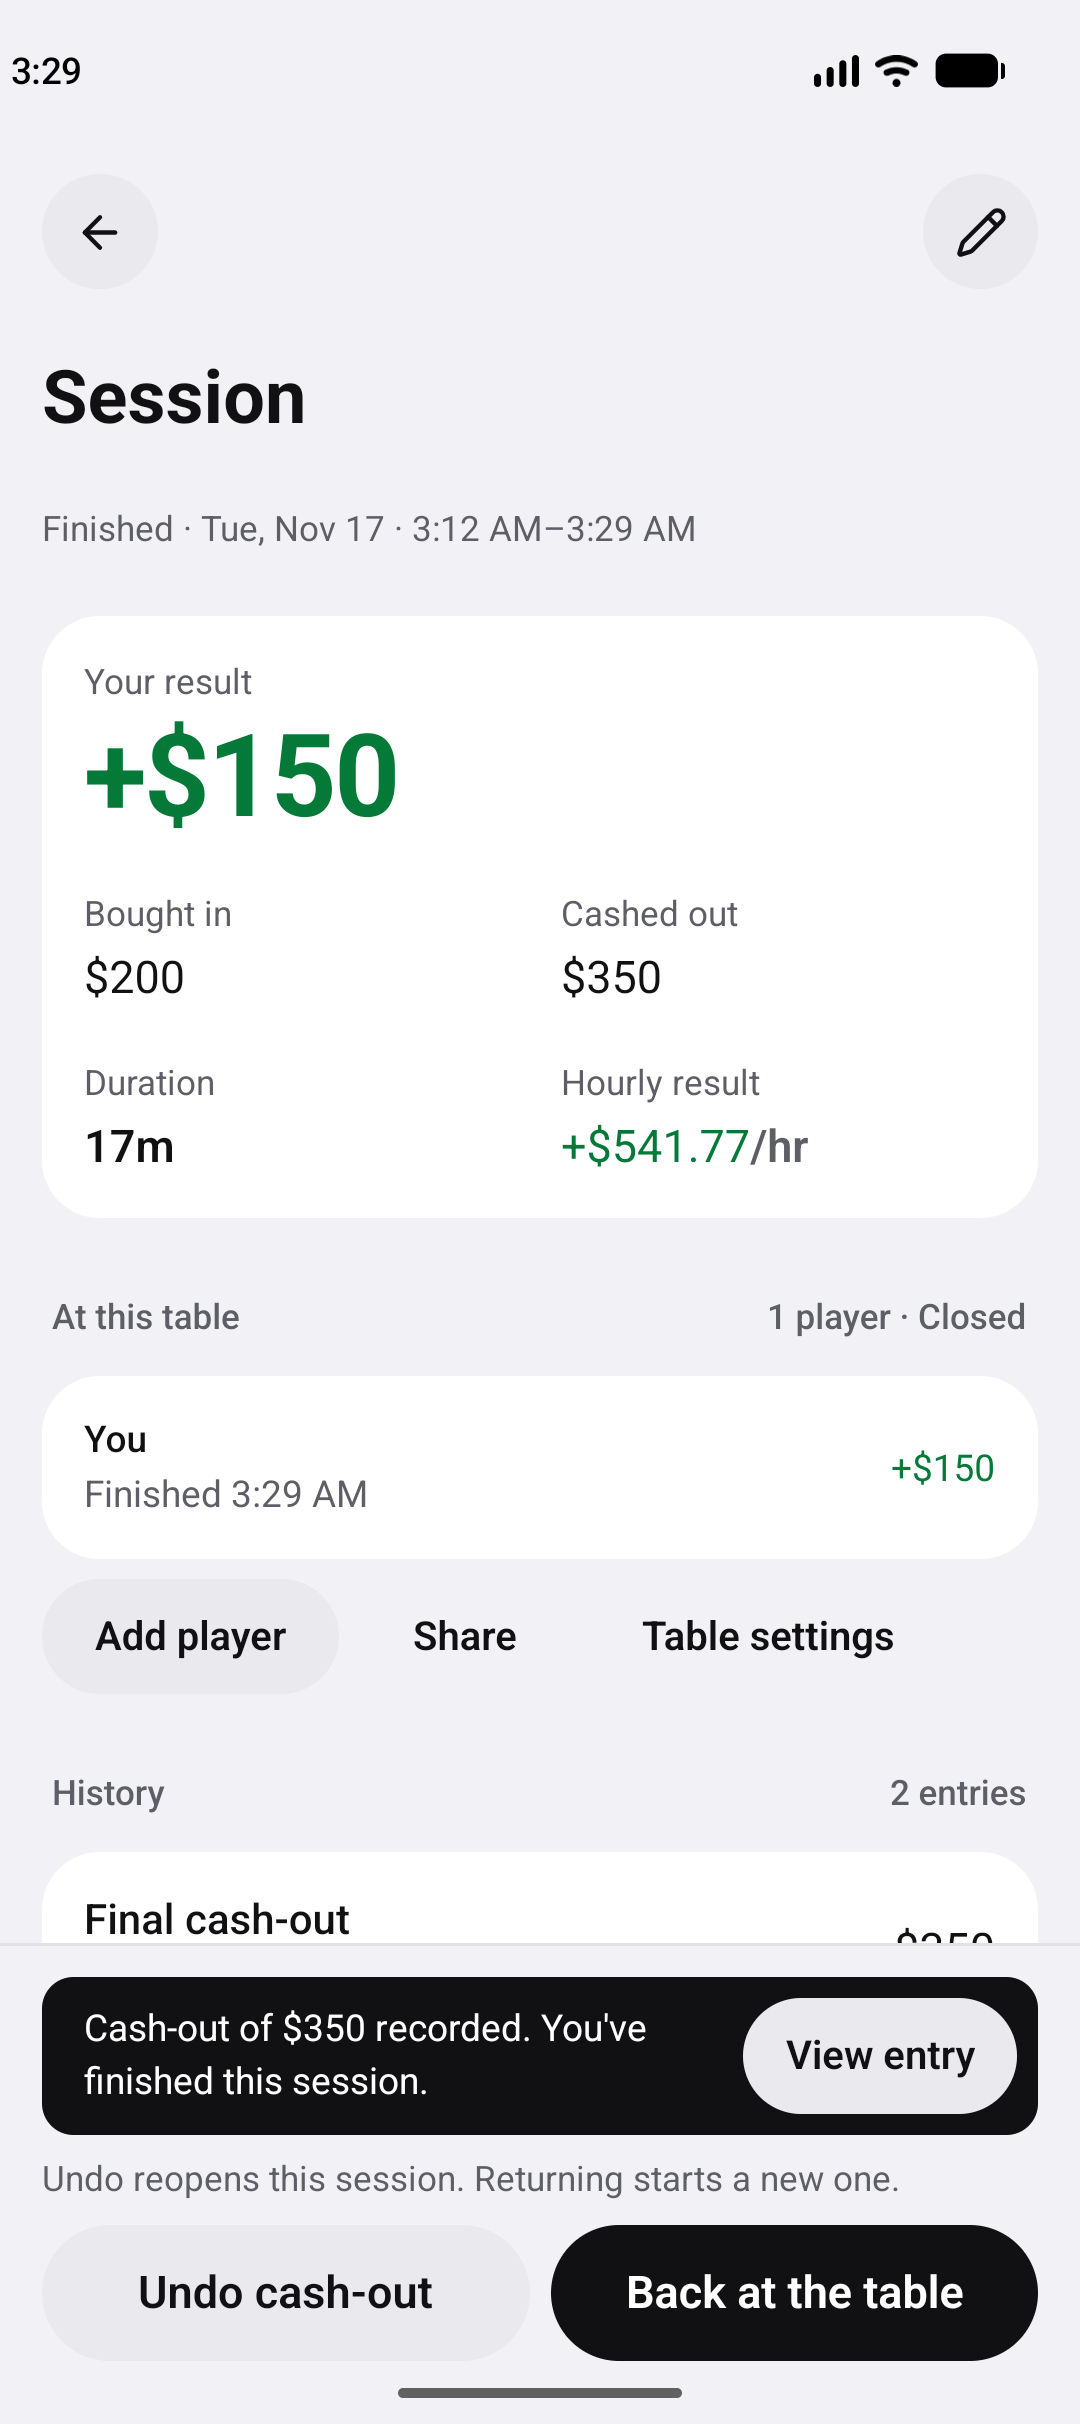 3:29
Session
Finished · Tue, Nov 17 · 3:12 AM–3:29 AM
Your result
+$150
Bought in
Cashed out
$200
$350
Duration
Hourly result
17m
+$541.77/hr
At this table
1 player · Closed
You
Finished 3:29 AM
+$150
Add player
Share
Table settings
History
2 entries
Final cash-out
$350
Cash-out of $350 recorded. You've
finished this session.
View entry
Undo reopens this session. Returning starts a new one.
Undo cash-out
Back at the table